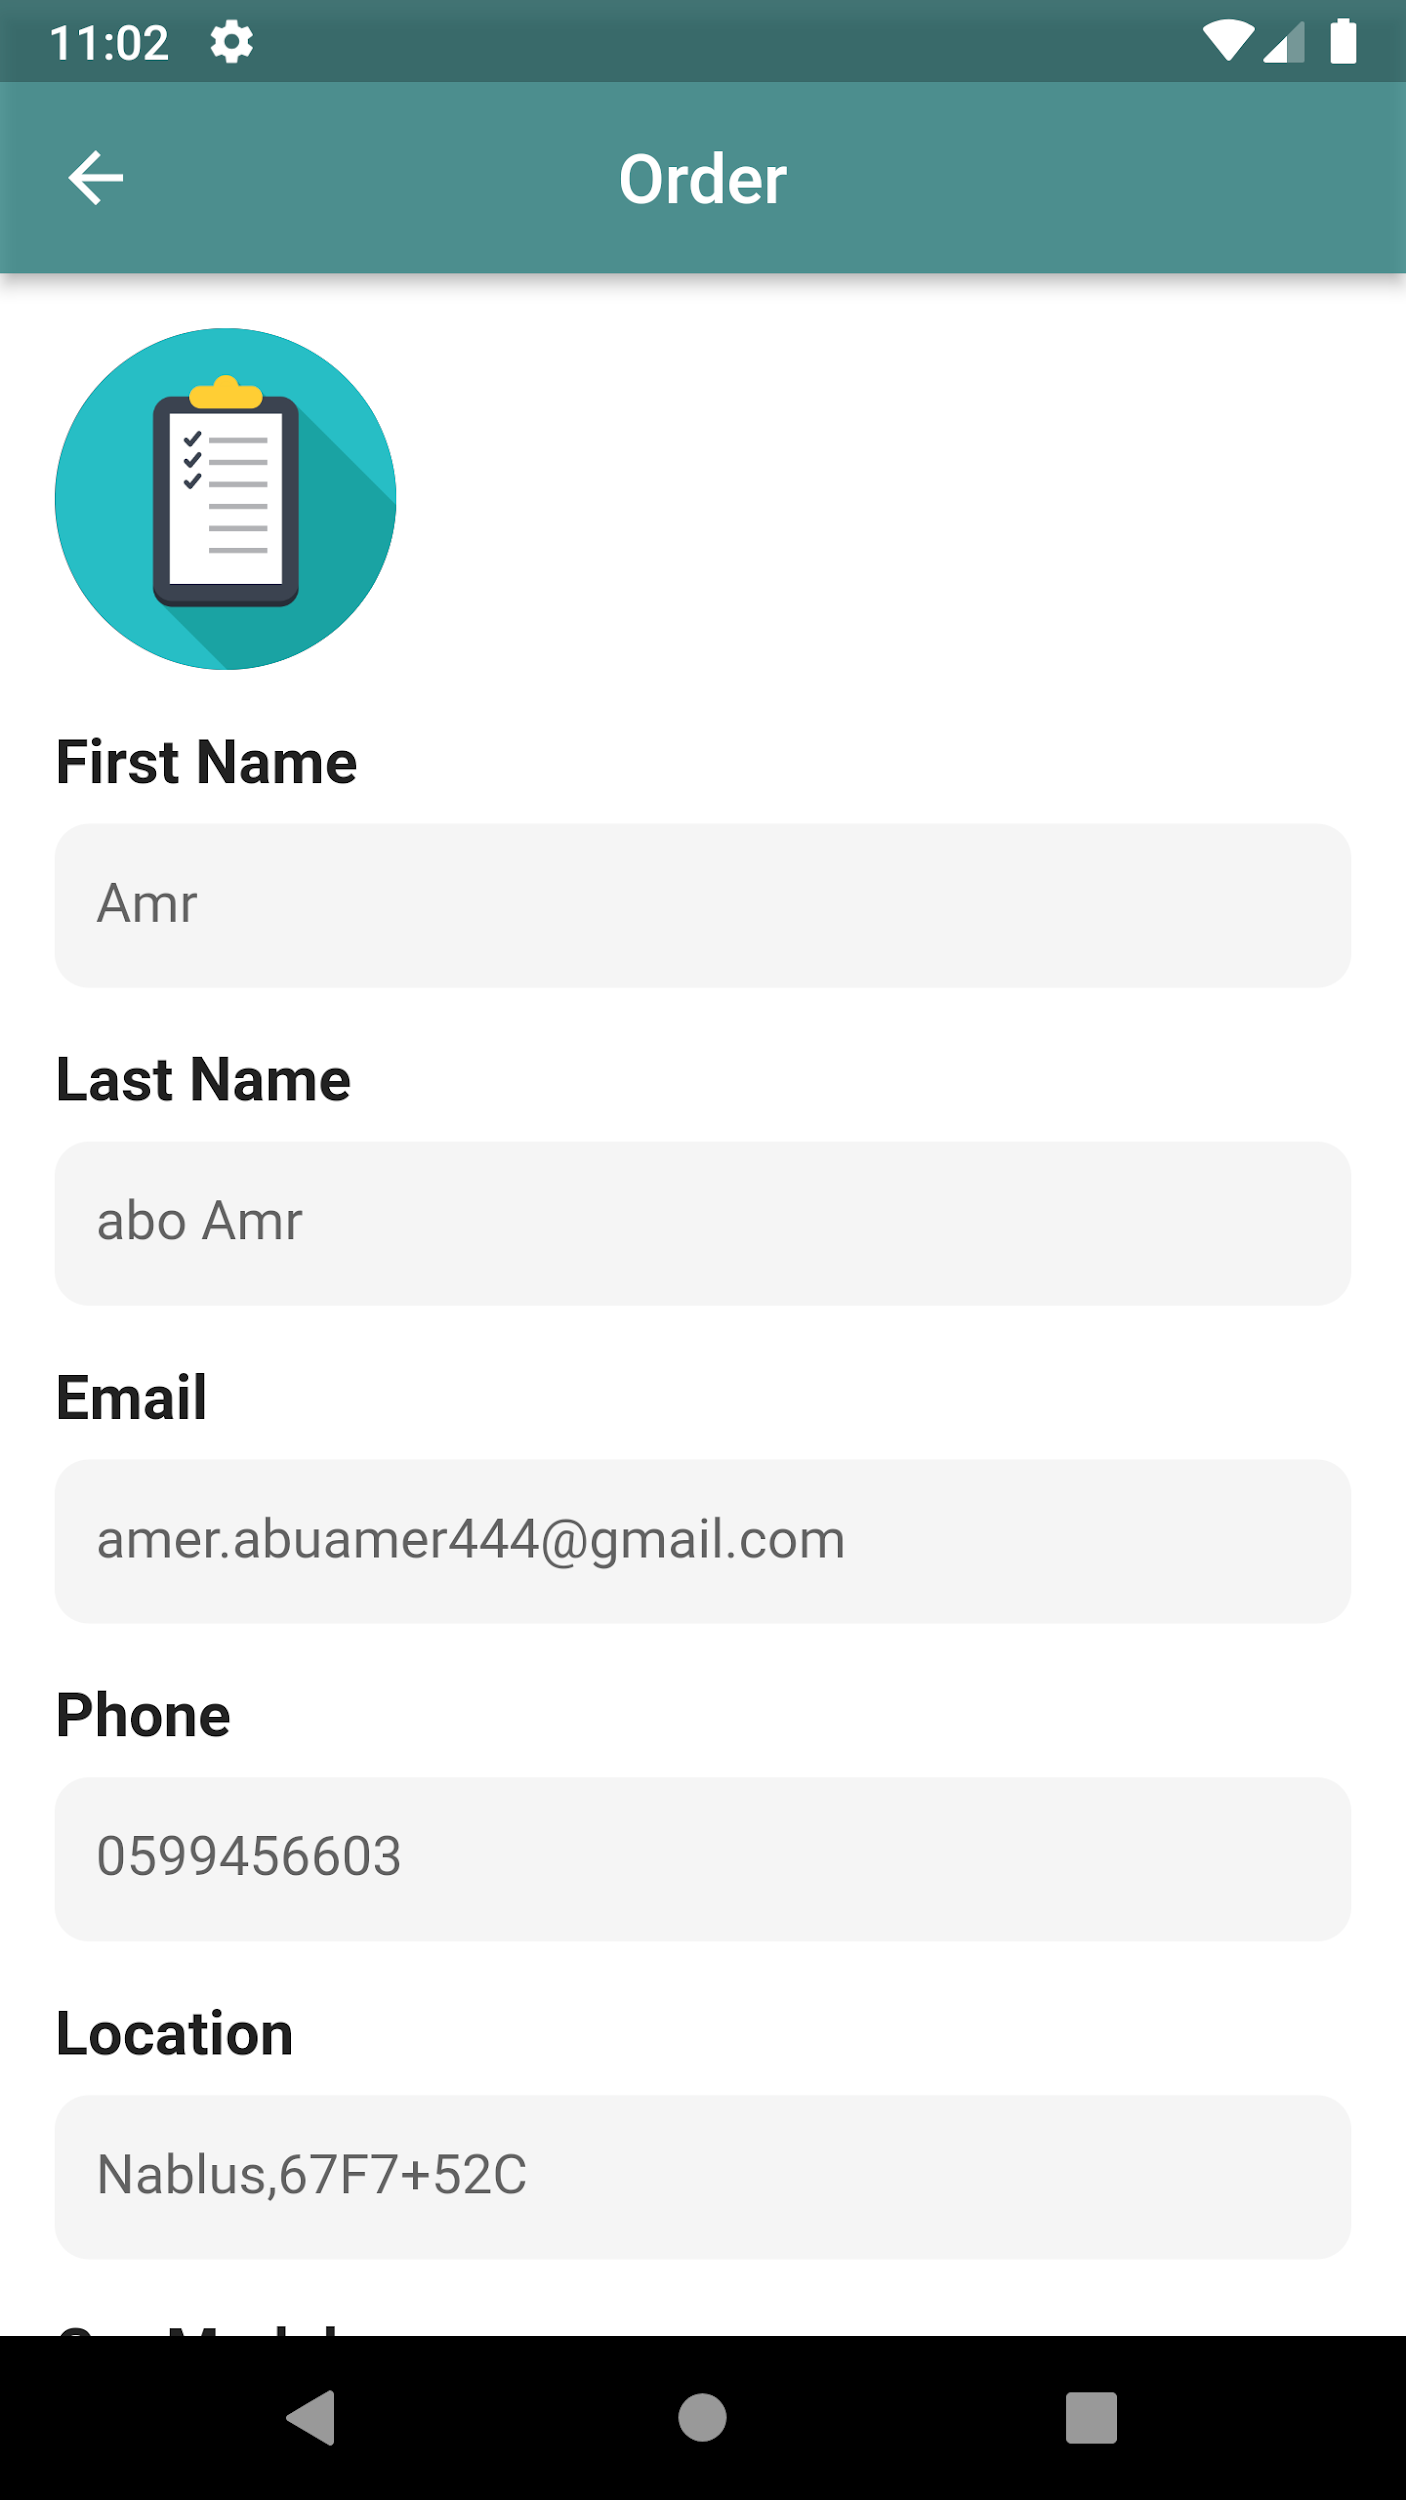 11:02
Order
First Name
Amr
Last Name
abo Amr
Email
amer.abuamer444@gmail.com
Phone
0599456603
Location
Nablus,67F7+52C